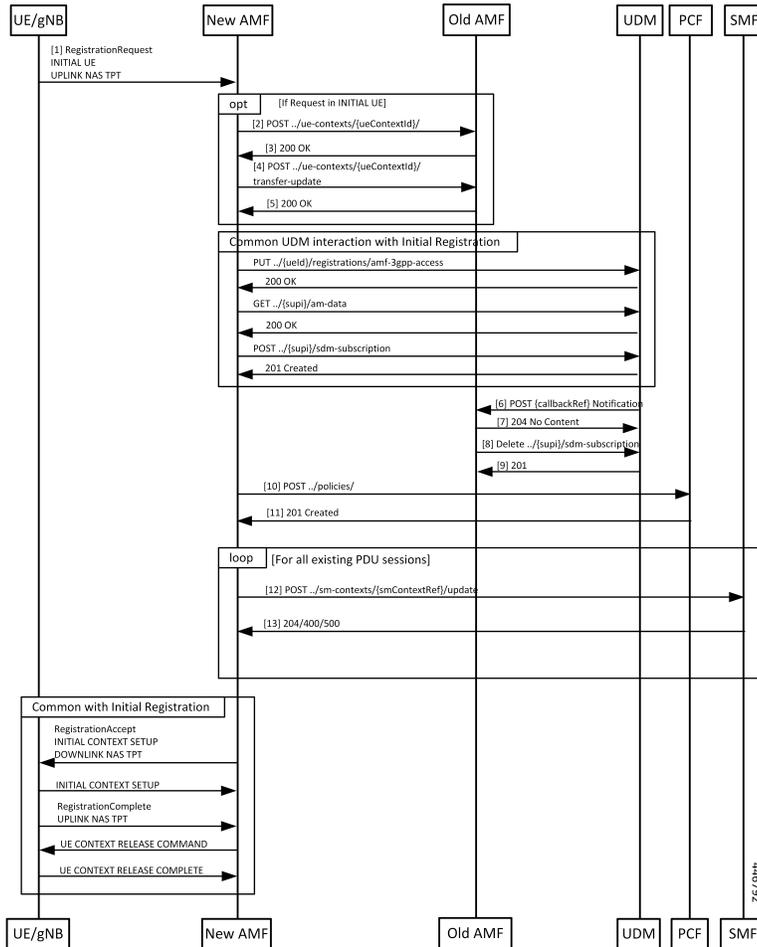 UE/gNB
New AMF
Old AMF
UDM
PCF
SMF
[1] RegistrationRequest
INITIAL UE
UPLINK NAS TPT
opt
[If Request in INITIAL UE]
[2] POST ../ue-contexts/{ueContextId}/
[3] 200 OK
[4] POST ../ue-contexts/{ueContextId}/
transfer-update
[5] 200 OK
Common UDM interaction with Initial Registration
PUT ../{ueId}/registrations/amf-3gpp-access
200 OK
GET ../{supi}/am-data
200 OK
POST ../{supi}/sdm-subscription
201 Created
[6] POST {callbackRef} Notification
[7] 204 No Content
[8] Delete ../{supi}/sdm-subscription
[9] 201
[10] POST ../policies/
[11] 201 Created
loop
[For all existing PDU sessions]
[12] POST ../sm-contexts/{smContextRef}/update
[13] 204/400/500
Common with Initial Registration
RegistrationAccept
INITIAL CONTEXT SETUP
DOWNLINK NAS TPT
INITIAL CONTEXT SETUP
RegistrationComplete
UPLINK NAS TPT
UE CONTEXT RELEASE COMMAND
UE CONTEXT RELEASE COMPLETE
UE/gNB
New AMF
Old AMF
UDM
PCF
SMF